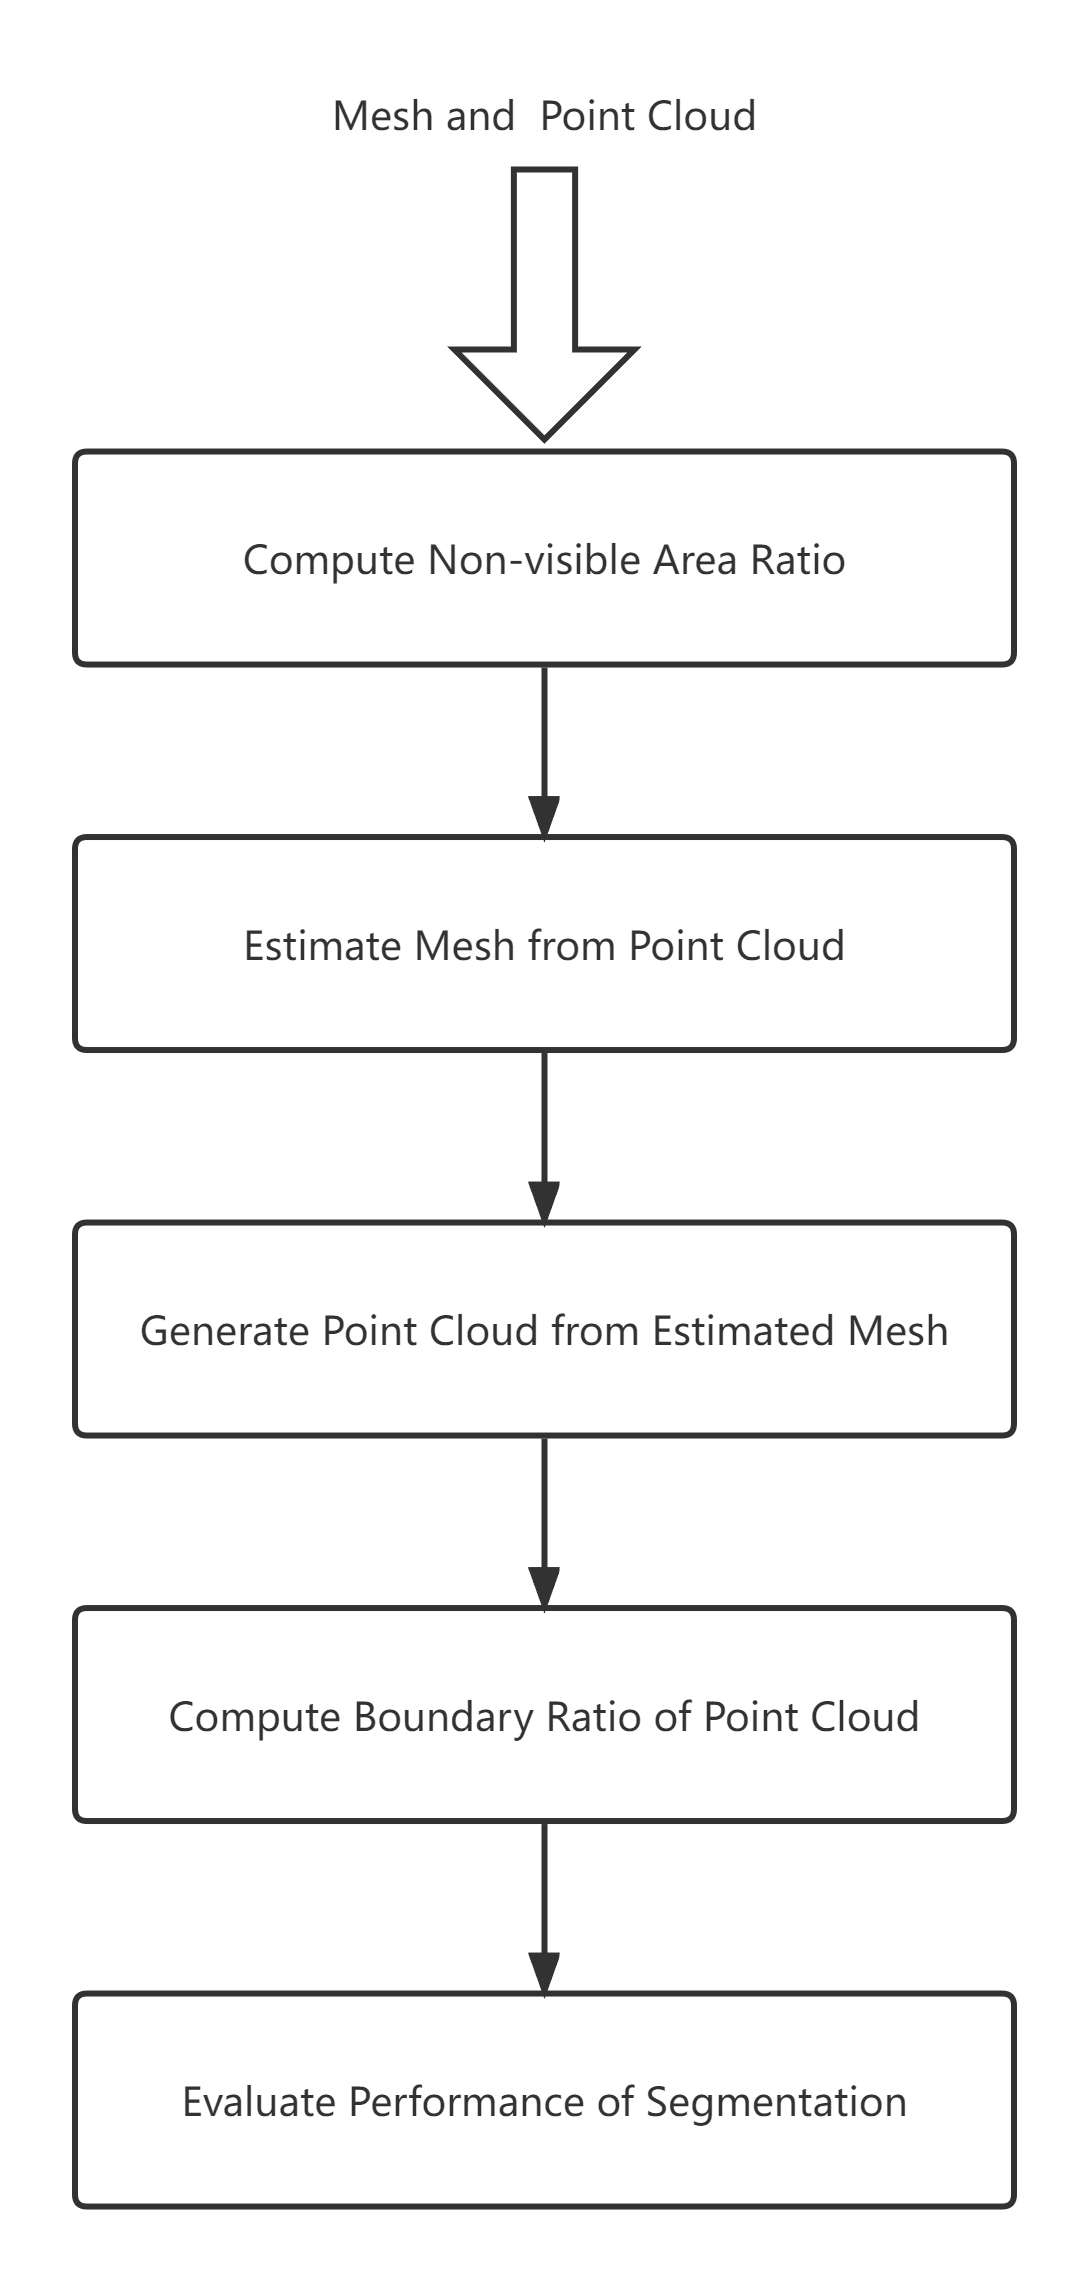 Mesh and  Point Cloud
Compute Non-visible Area Ratio
Estimate Mesh from Point Cloud
Generate Point Cloud from Estimated Mesh
Compute Boundary Ratio of Point Cloud
Evaluate Performance of Segmentation